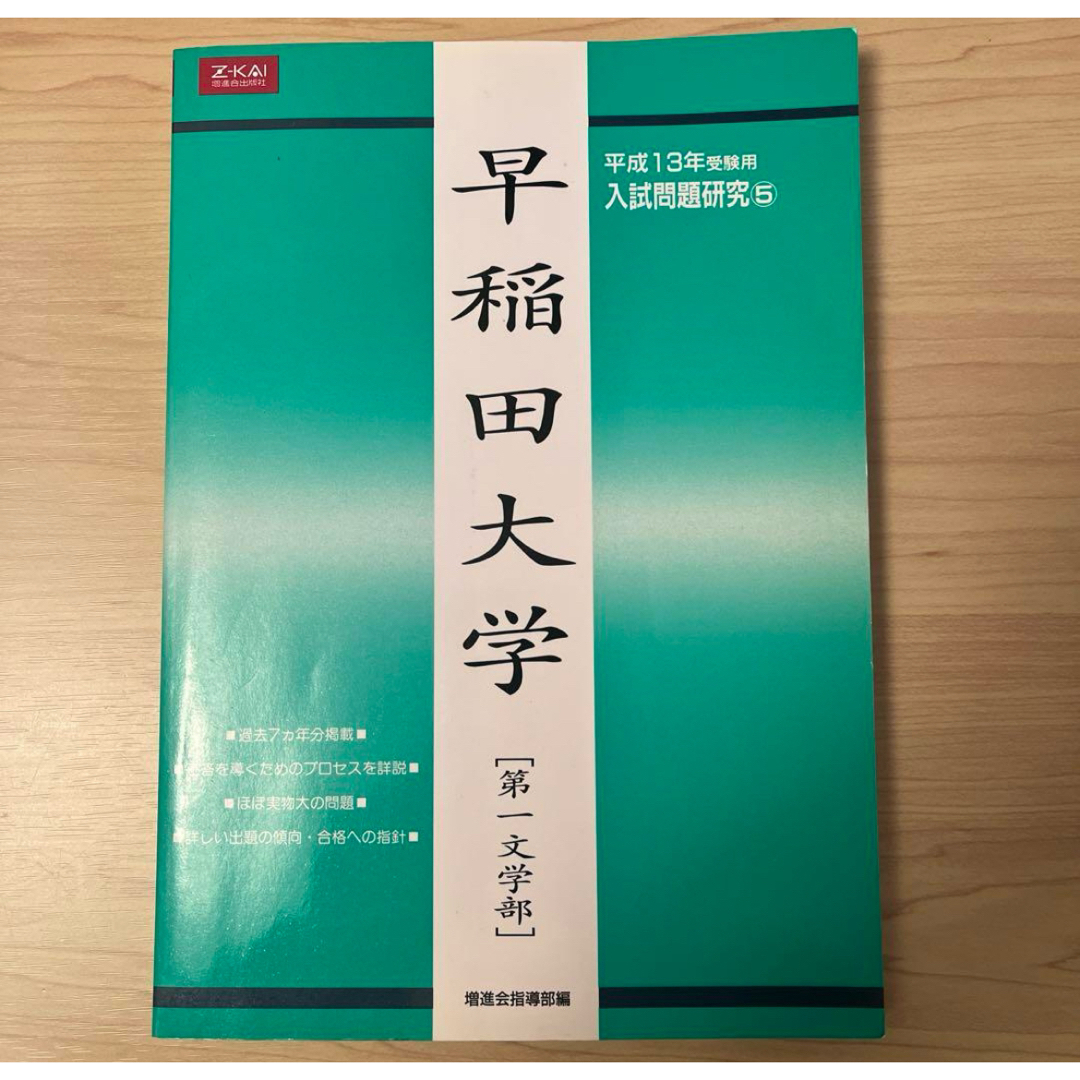 Z-KAI
増進会出版社
平成13年受験用
入試問題研究⑤
早稲田大学
[第一文学部]
■過去7ヵ年分掲載■
を導くためのプロセスを詳説■
■ほぼ実物大の問題■
■詳しい出題の傾向・合格への指針■
増進会指導部編